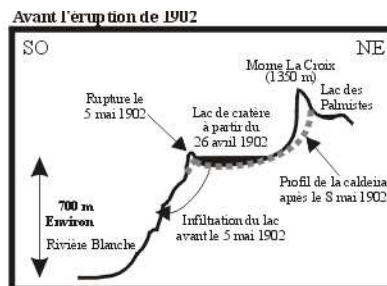 Avant l'éruption de 1902
SO
NE
Morne La Croix
(1350 m)
Lac des
Palmistes
Rupture le
5 mai 1902
Lac de cratère
à partir du
26 avril 1902
Profil de la caldeira
après le 8 mai 1902
700 m
Environ
Infiltration du lac
avant le 5 mai 1902
Rivière Blanche